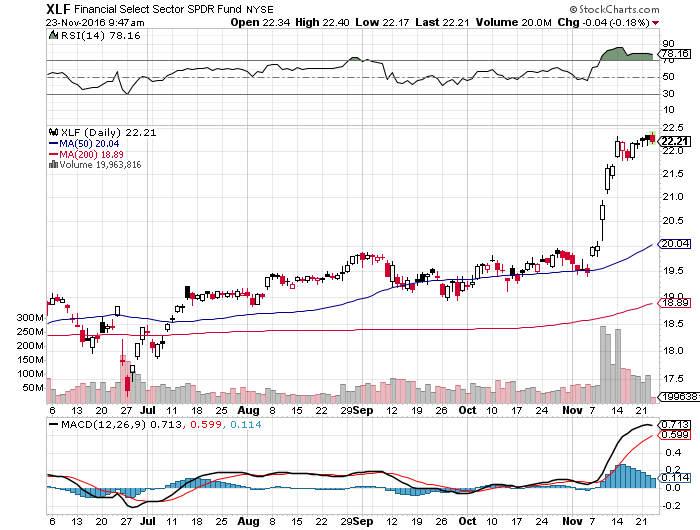 XLF Financial Select Sector SPDR Fund NYSE © StockCharts.com
23-Nov-2016 9:47 am Open 22.34 High 22.40 Low 22.17 Last 22.21 Volume 20.0M Chg -0.04 (-0.18%)
RSI(14) 78.16
90
78.16
70
50
30
10
XLF (Daily) 22.21
MA(50) 20.04
MA(200) 18.89
Volume 19,963,816
22.5
22.21
22.0
21.5
21.0
20.5
20.04
19.5
19.0
18.89
18.5
18.0
17.5
19963816
300M
250M
200M
150M
100M
50M
6 13 20 27 Jul 11 18 25 Aug 8 15 22 29 Sep 12 19 26 Oct 10 17 24 Nov 7 14 21
MACD(12,26,9) 0.713, 0.599, 0.114
0.713
0.599
0.4
0.2
0.114
0.0
-0.2
6 13 20 27 Jul 11 18 25 Aug 8 15 22 29 Sep 12 19 26 Oct 10 17 24 Nov 7 14 21